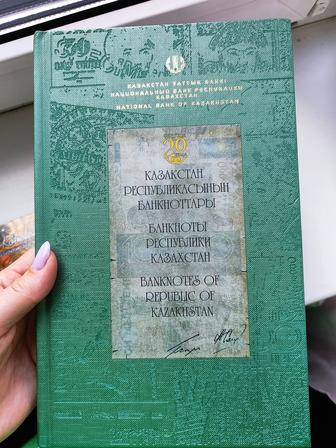 ҚАЗАҚСТАН ҰЛТТЫҚ БАНКІ
НАЦИОНАЛЬНЫЙ БАНК РЕСПУБЛИКИ
КАЗАХСТАН
NATIONAL BANK OF KAZAKHSTAN
20
ҚАЗАҚСТАН
РЕСПУБЛИКАСЫНЫҢ
БАНКНОТТАРЫ
БАНКНОТЫ
РЕСПУБЛИКИ
КАЗАХСТАН
BANKNOTES OF
REPUBLIC OF
KAZAKHSTAN